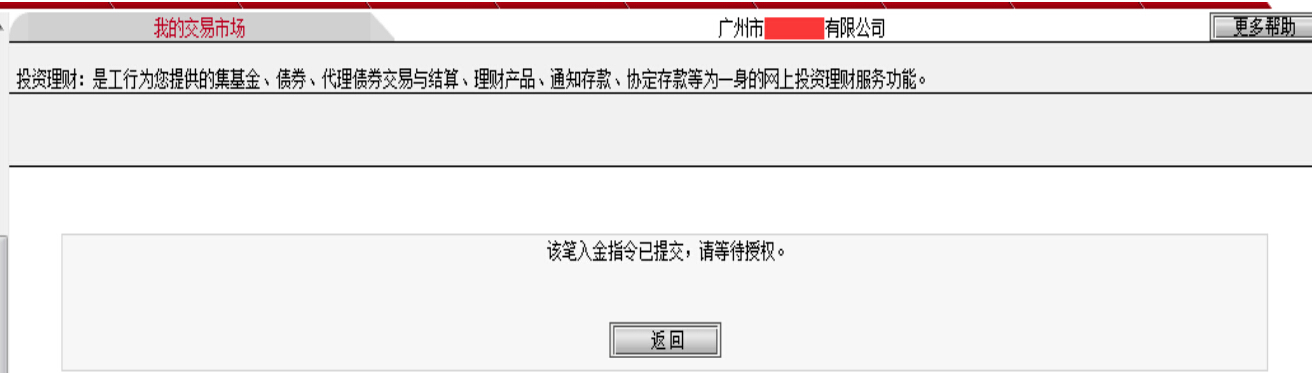 我的交易市场
广州市 有限公司
更多帮助
投资理财：是工行为您提供的集基金、债券、代理债券交易与结算、理财产品、通知存款、协定存款等为一身的网上投资理财服务功能。
该笔入金指令已提交，请等待授权。
返回